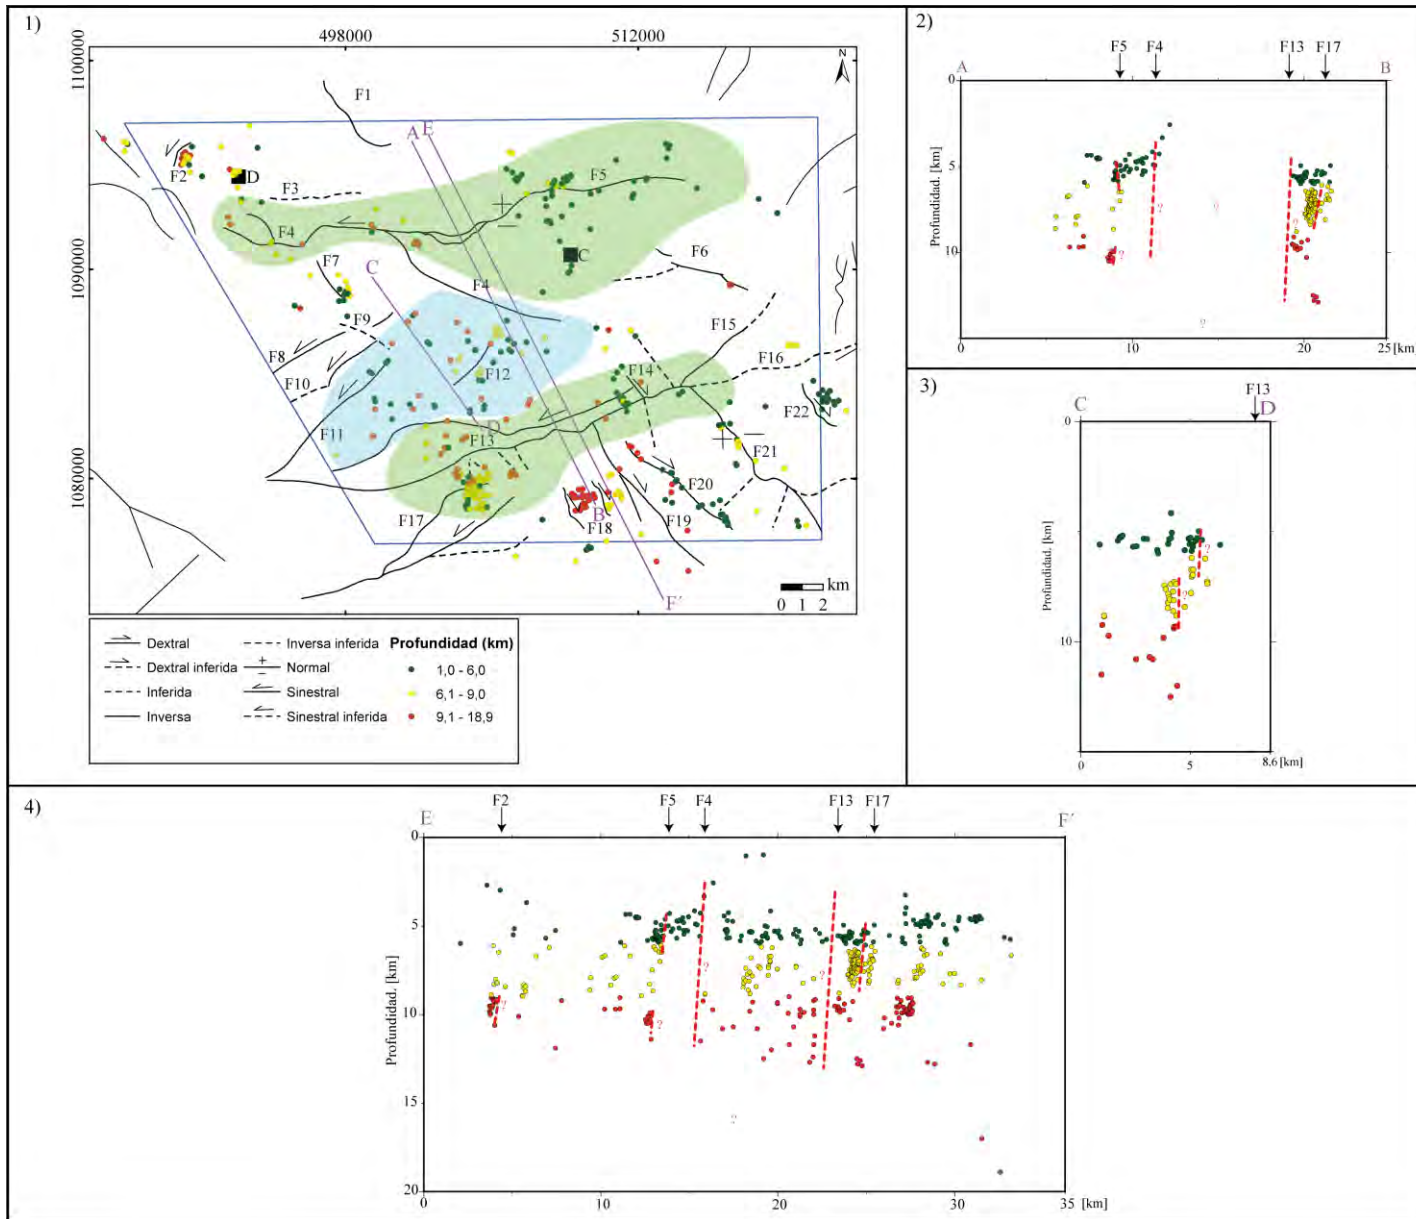 1)
498000
512000
1100000
1090000
1080000
N
F1
A
E
F2
D
F3
F5
F4
C
F6
F7
C
F4
F9
F15
F8
F10
F12
F14
F16
F11
D
F13
F22
F21
F20
F17
F18
B
F19
F´
km
0 1 2
Dextral
Dextral inferida
Inferida
Inversa
Inversa inferida
Normal
Sinestral
Sinestral inferida
Profundidad (km)
1,0 - 6,0
6,1 - 9,0
9,1 - 18,9
2)
F5 F4 F13 F17
A B
Profundidad. [km]
0
5
10
? ? ? ? ?
0 5 10 15 20 25 [km]
3)
F13
C D
Profundidad. [km]
0
5
10
? ?
0 5 8.6 [km]
4)
F2 F5 F4 F13 F17
E F´
Profundidad. [km]
0
5
10
15
20
? ? ? ? ?
0 10 20 30 35 [km]